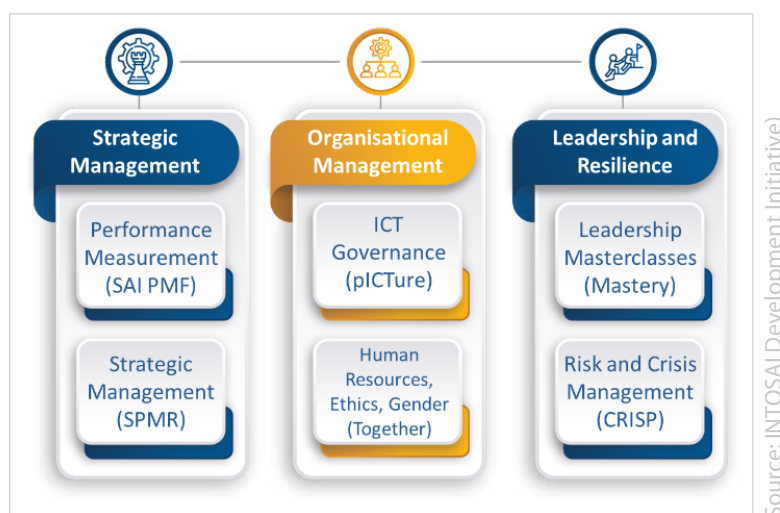 Strategic
Management
Performance
Measurement
(SAI PMF)
Strategic
Management
(SPMR)
Organisational
Management
ICT
Governance
(pICTure)
Human
Resources,
Ethics, Gender
(Together)
Leadership and
Resilience
Leadership
Masterclasses
(Mastery)
Risk and Crisis
Management
(CRISP)
Source: INTOSAI Development Initiative)